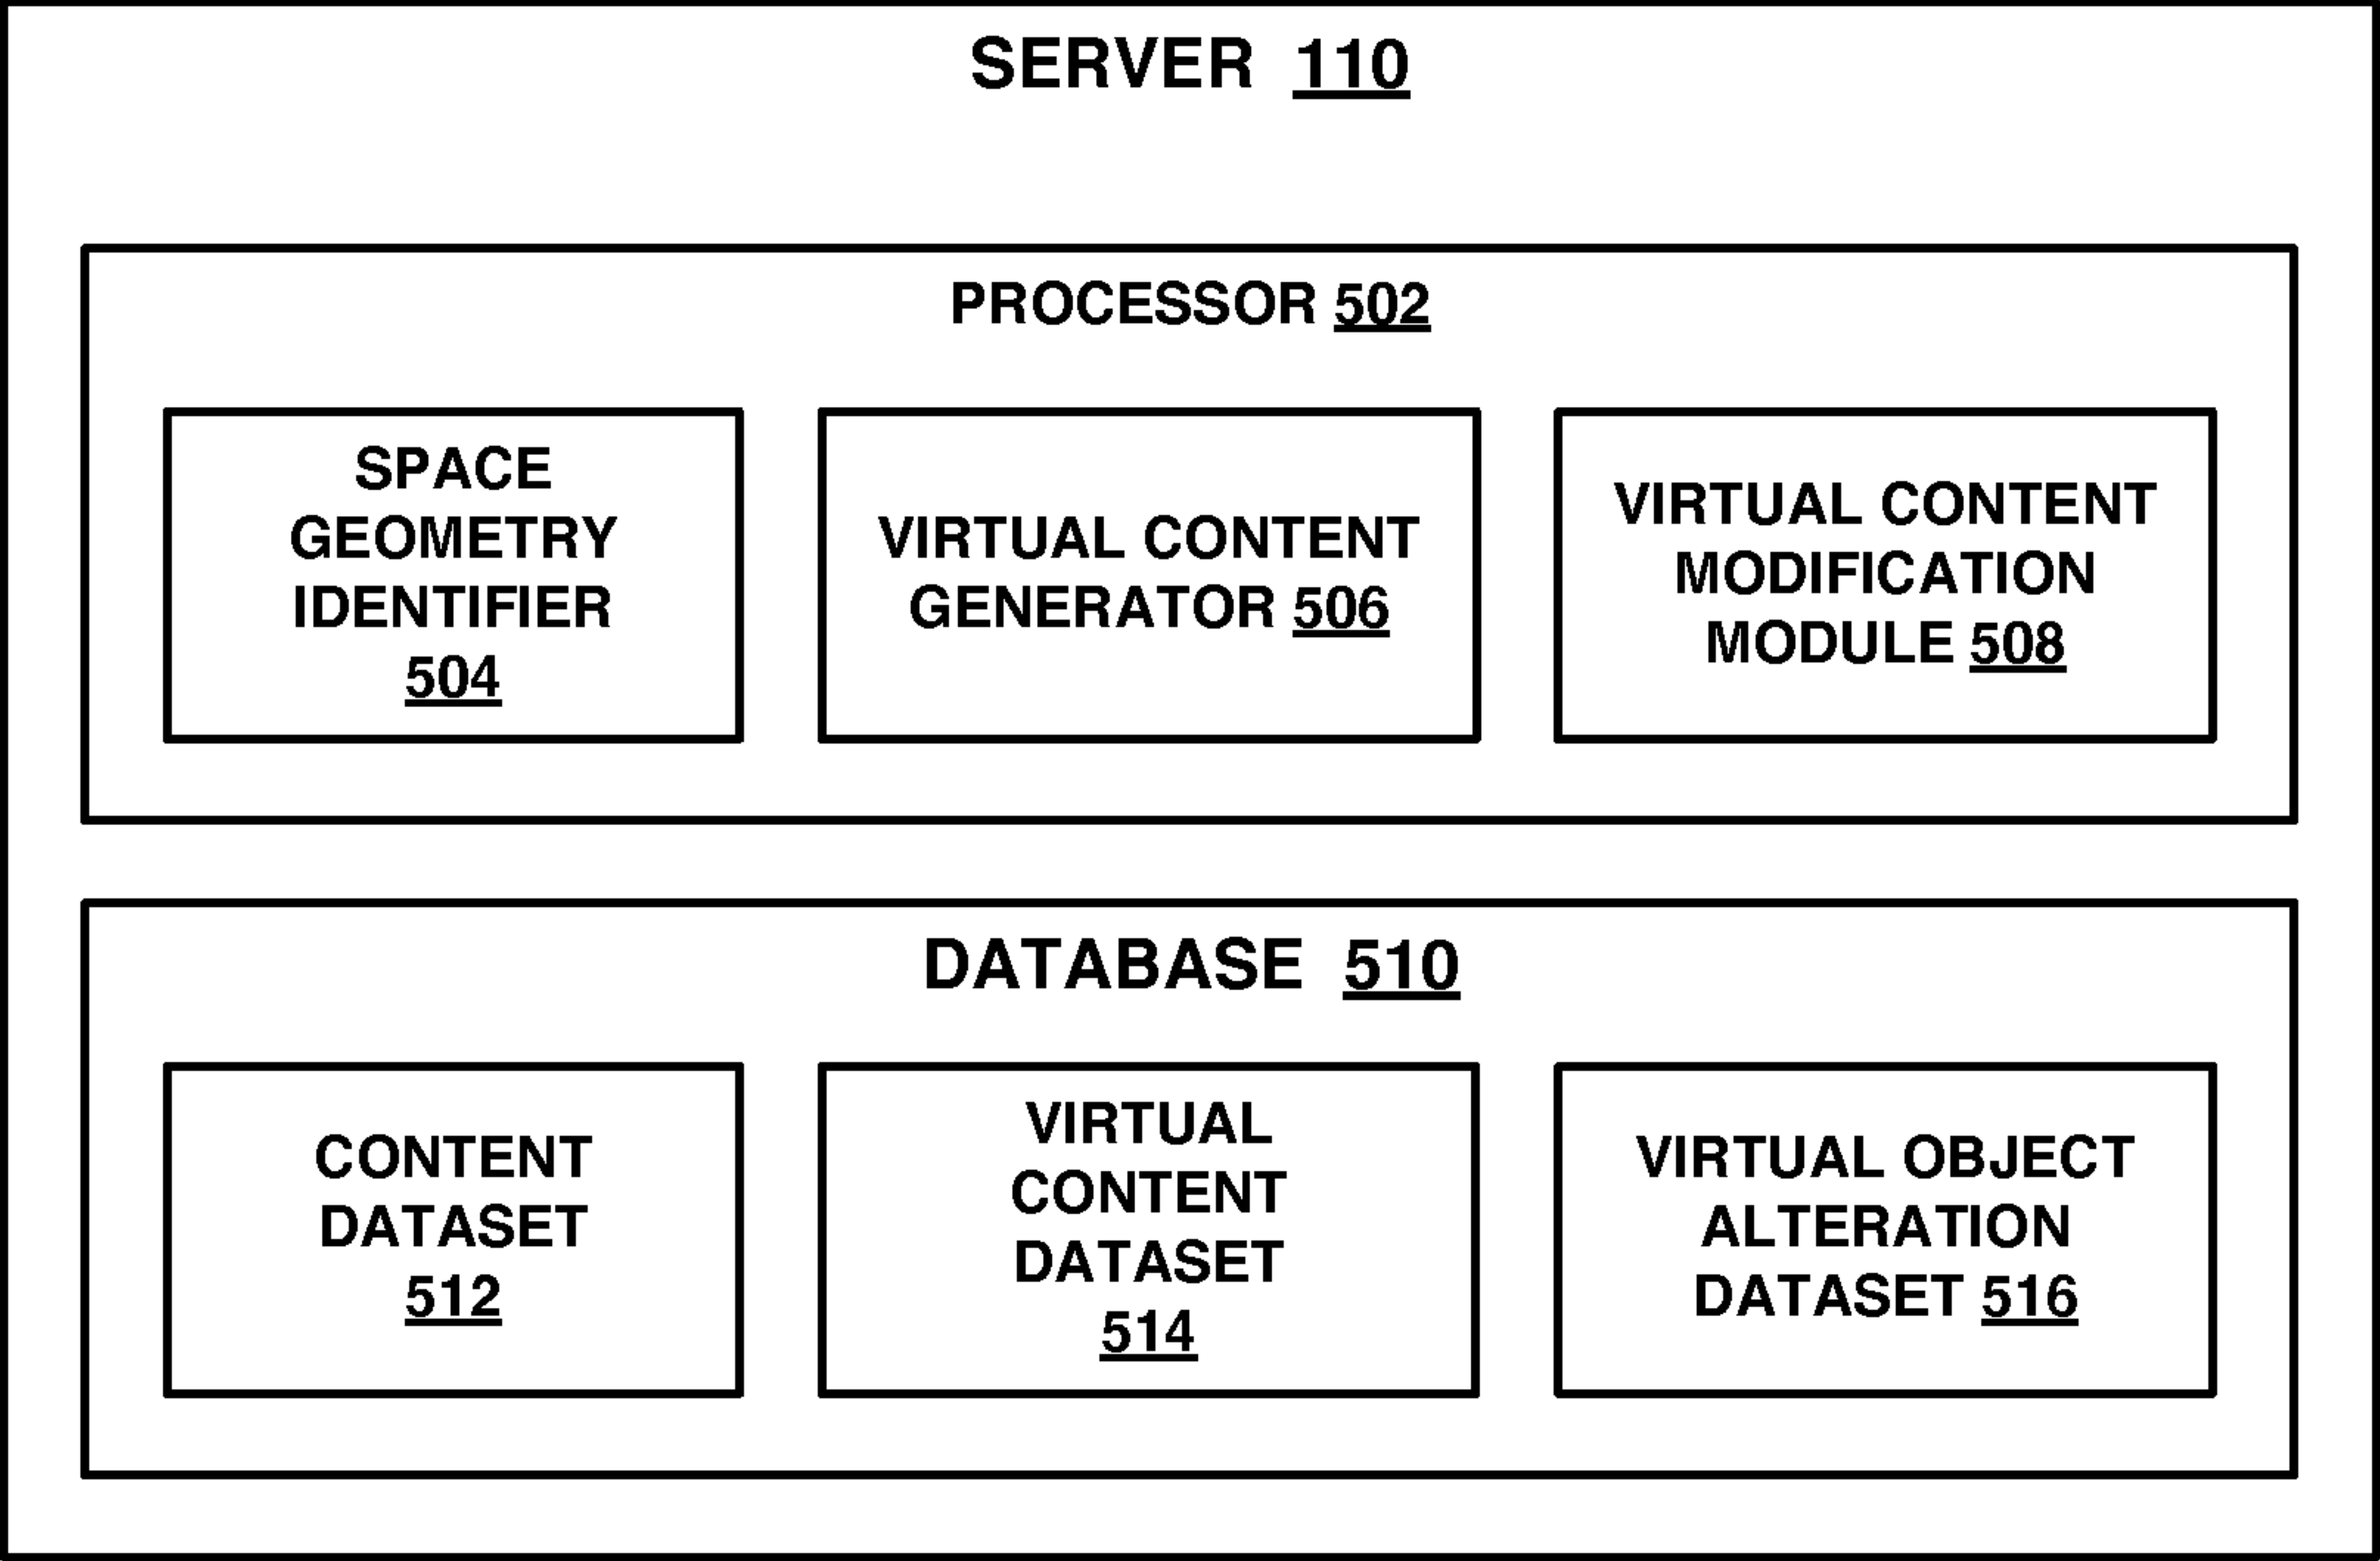 SERVER 110
PROCESSOR 502
SPACE
GEOMETRY
IDENTIFIER
504
VIRTUAL CONTENT
GENERATOR 506
VIRTUAL CONTENT
MODIFICATION
MODULE 508
DATABASE 510
CONTENT
DATASET
512
VIRTUAL
CONTENT
DATASET
514
VIRTUAL OBJECT
ALTERATION
DATASET 516